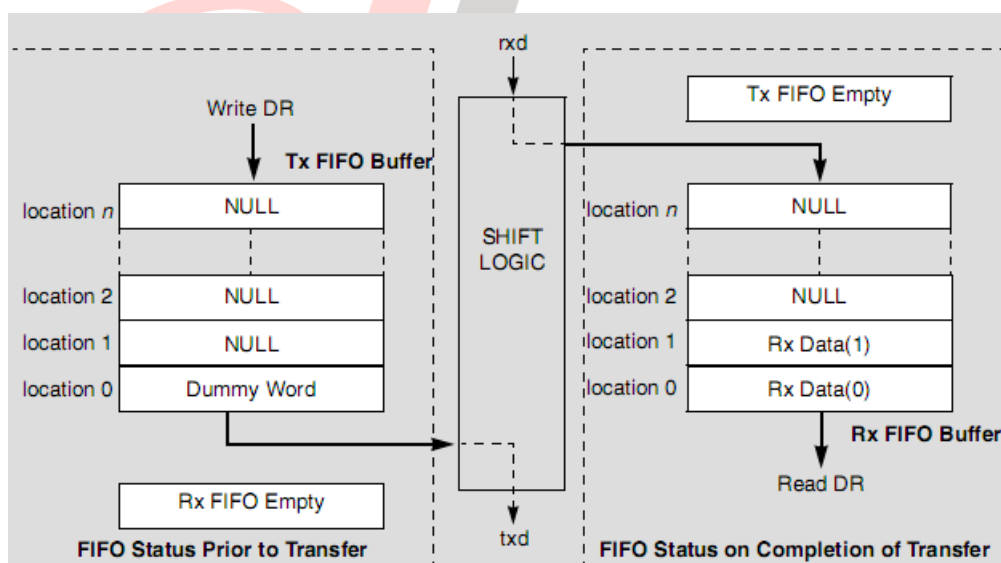 rxd
Write DR
Tx FIFO Buffer
location n
NULL
location 2
NULL
location 1
NULL
location 0
Dummy Word
Rx FIFO Empty
FIFO Status Prior to Transfer
SHIFT
LOGIC
txd
Tx FIFO Empty
location n
NULL
location 2
NULL
location 1
Rx Data(1)
location 0
Rx Data(0)
Rx FIFO Buffer
Read DR
FIFO Status on Completion of Transfer